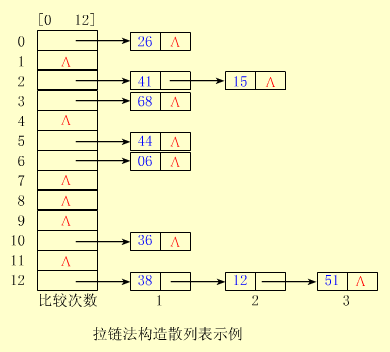 [0 12]
0 26 Λ
1 Λ
2 41 15 Λ
3 68 Λ
4 Λ
5 44 Λ
6 06 Λ
7 Λ
8 Λ
9 Λ
10 36 Λ
11 Λ
12 38 12 51 Λ
比较次数 1 2 3
拉链法构造散列表示例